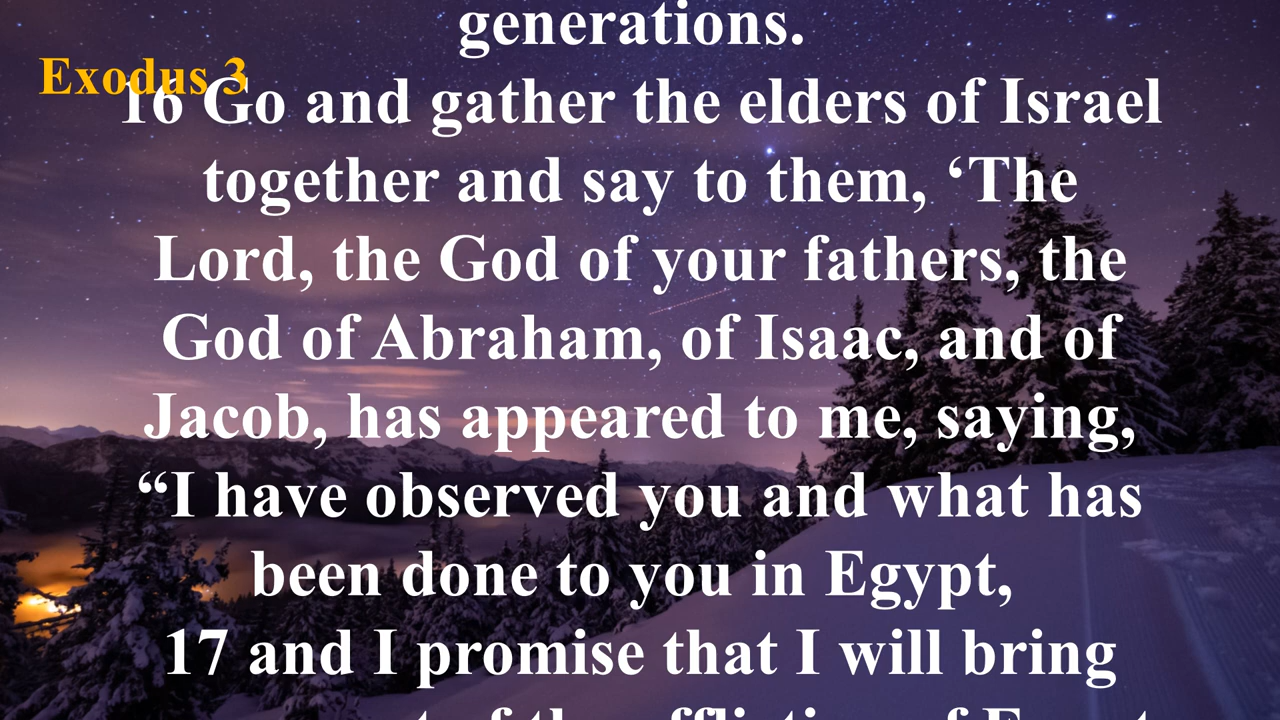 generations.
Exodus 3
16 Go and gather the elders of Israel
together and say to them, ‘The
Lord, the God of your fathers, the
God of Abraham, of Isaac, and of
Jacob, has appeared to me, saying,
“I have observed you and what has
been done to you in Egypt,
17 and I promise that I will bring